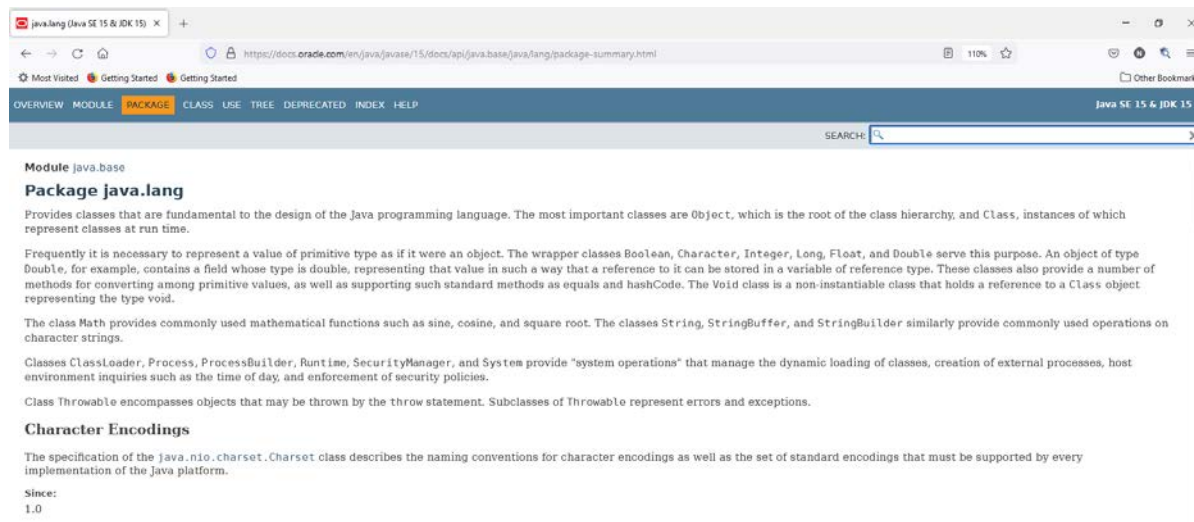 java.lang (Java SE 15 & JDK 15)
https://docs.oracle.com/en/java/javase/15/docs/api/java.base/java/lang/package-summary.html
110%
Most Visited Getting Started Getting Started
Other Bookmark
OVERVIEW MODULE PACKAGE CLASS USE TREE DEPRECATED INDEX HELP
Java SE 15 & JDK 15
SEARCH:
Module java.base
Package java.lang
Provides classes that are fundamental to the design of the Java programming language. The most important classes are Object, which is the root of the class hierarchy, and Class, instances of which
represent classes at run time.
Frequently it is necessary to represent a value of primitive type as if it were an object. The wrapper classes Boolean, Character, Integer, Long, Float, and Double serve this purpose. An object of type
Double, for example, contains a field whose type is double, representing that value in such a way that a reference to it can be stored in a variable of reference type. These classes also provide a number of
methods for converting among primitive values, as well as supporting such standard methods as equals and hashCode. The Void class is a non-instantiable class that holds a reference to a Class object
representing the type void.
The class Math provides commonly used mathematical functions such as sine, cosine, and square root. The classes String, StringBuffer, and StringBuilder similarly provide commonly used operations on
character strings.
Classes ClassLoader, Process, ProcessBuilder, Runtime, SecurityManager, and System provide "system operations" that manage the dynamic loading of classes, creation of external processes, host
environment inquiries such as the time of day, and enforcement of security policies.
Class Throwable encompasses objects that may be thrown by the throw statement. Subclasses of Throwable represent errors and exceptions.
Character Encodings
The specification of the java.nio.charset.Charset class describes the naming conventions for character encodings as well as the set of standard encodings that must be supported by every
implementation of the Java platform.
Since:
1.0